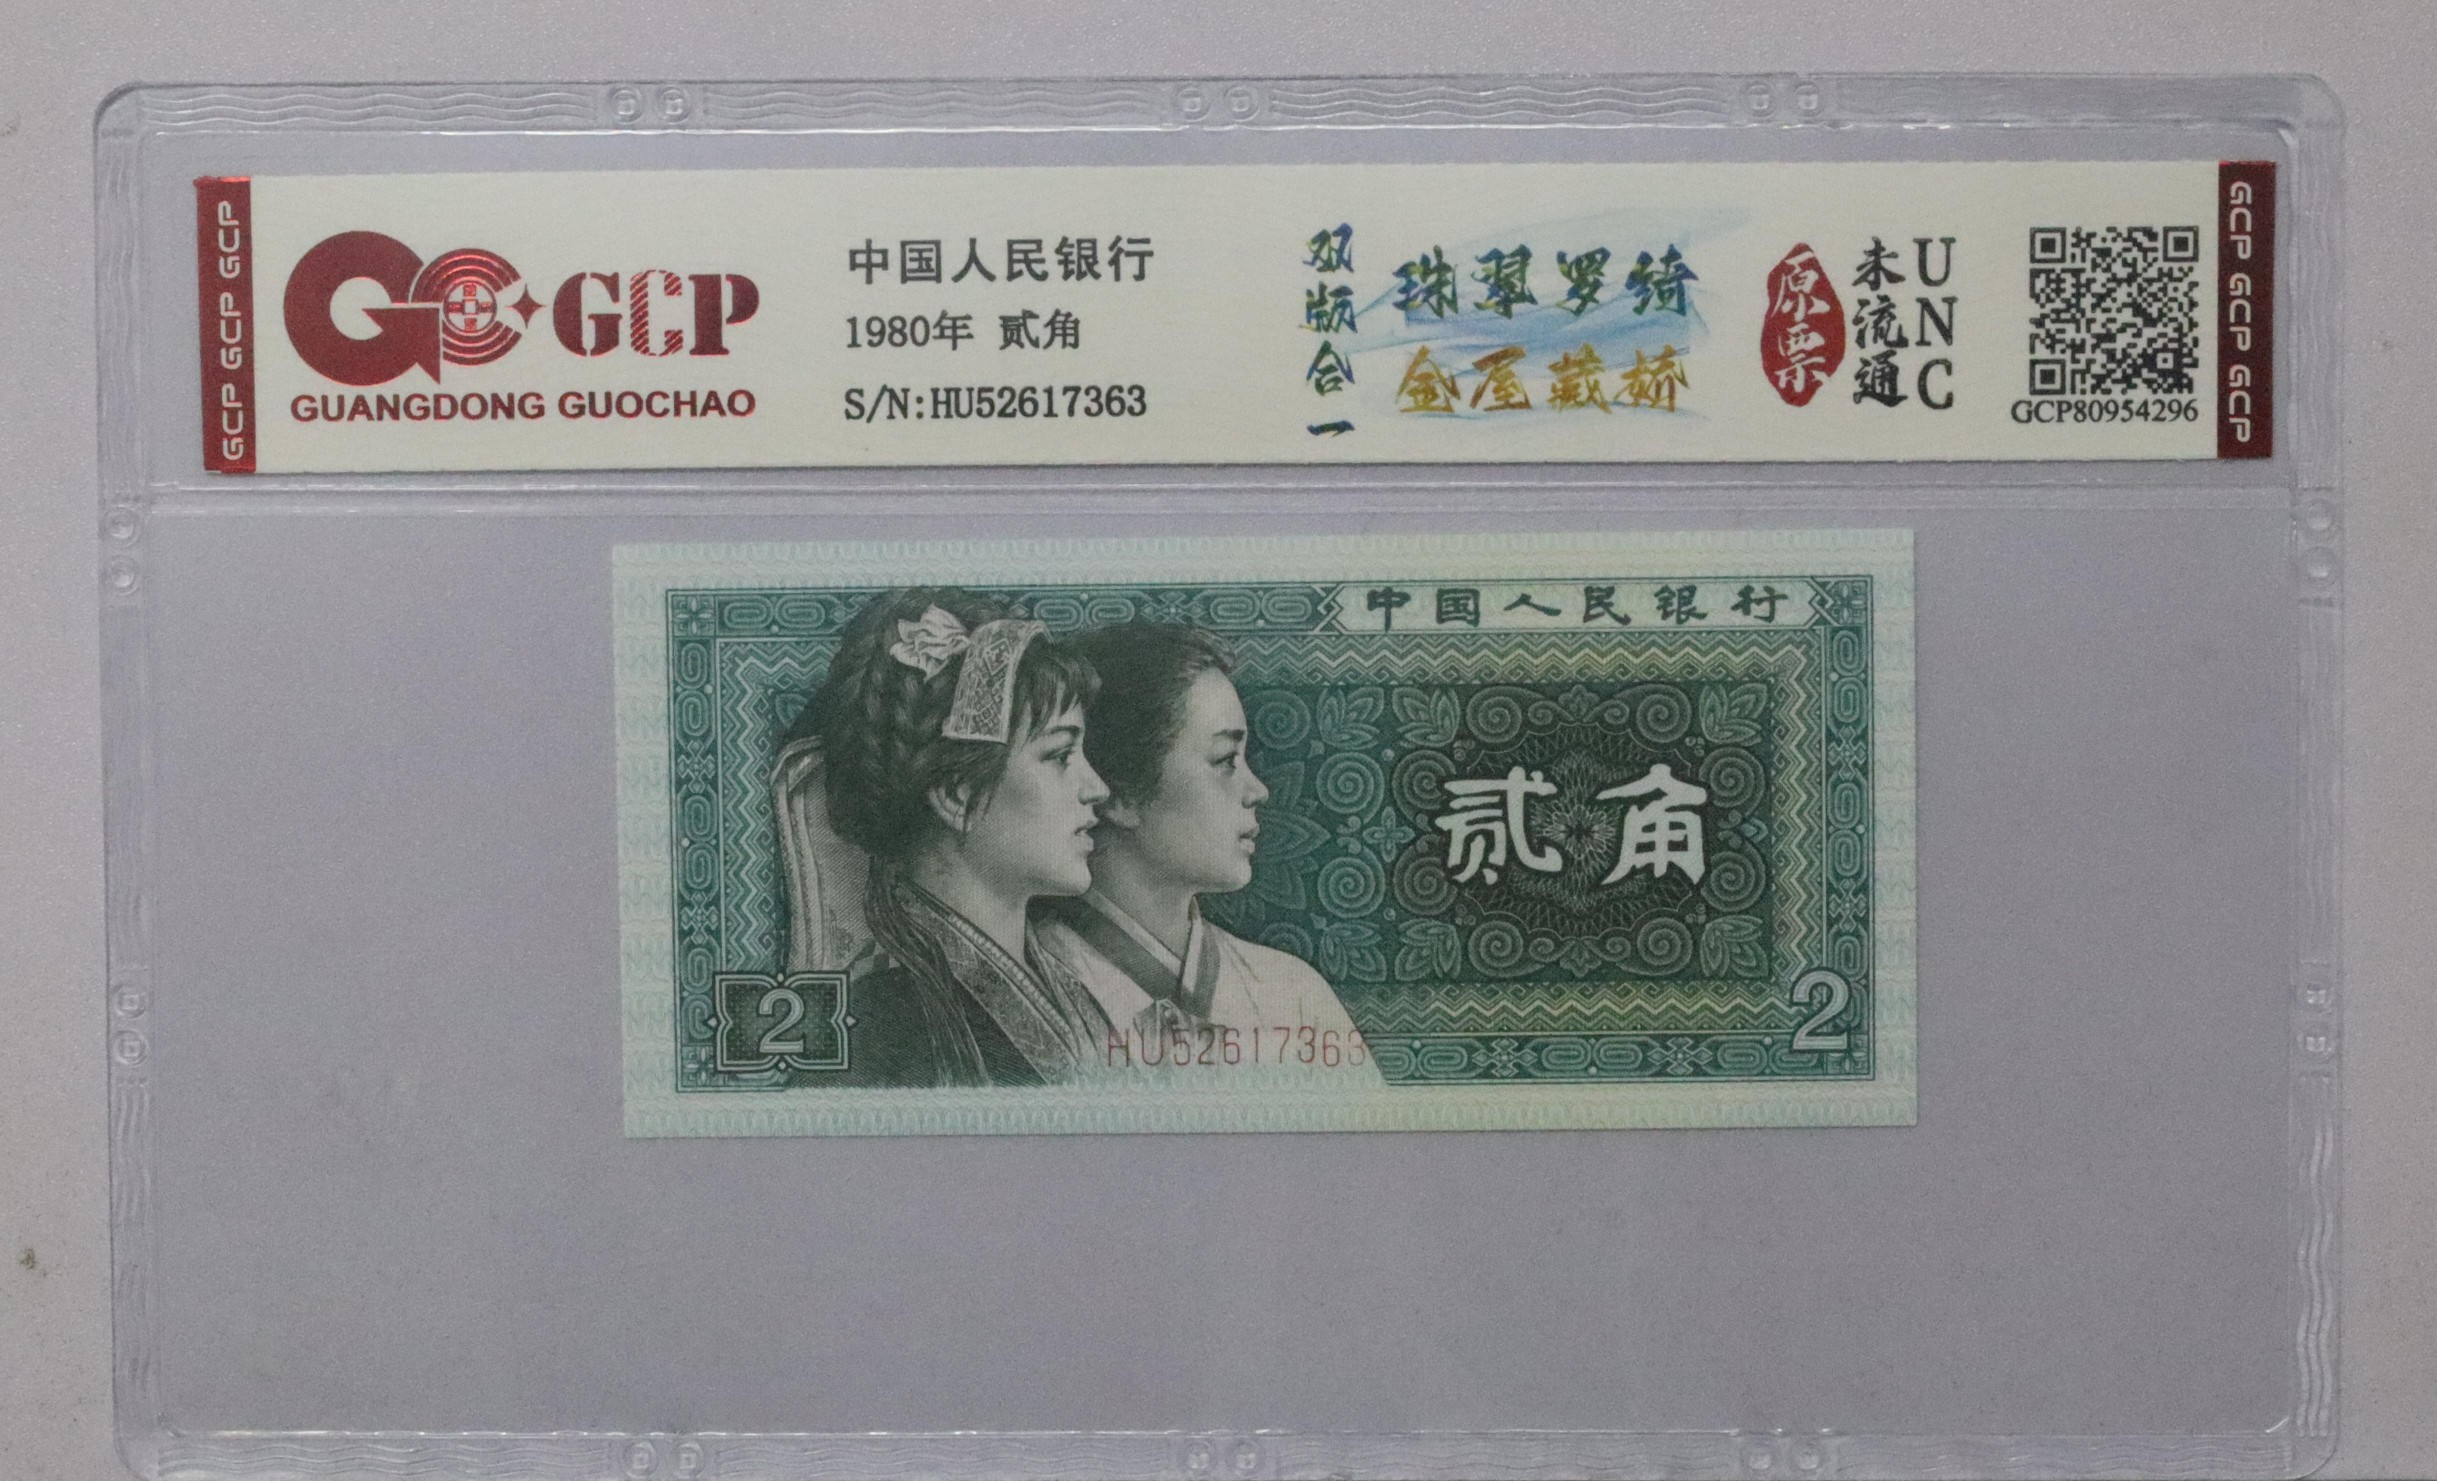 GCP GCP GCP GCP
GCP
GUANGDONG GUOCHAO
中国人民银行
1980年 贰角
S/N:HU52617363
双版合一
珠翠罗绮
金屋藏娇
原票
未流通
UNC
GCP80954296
GCP GCP GCP GCP
中国人民银行
贰角
2
2
HU52617363